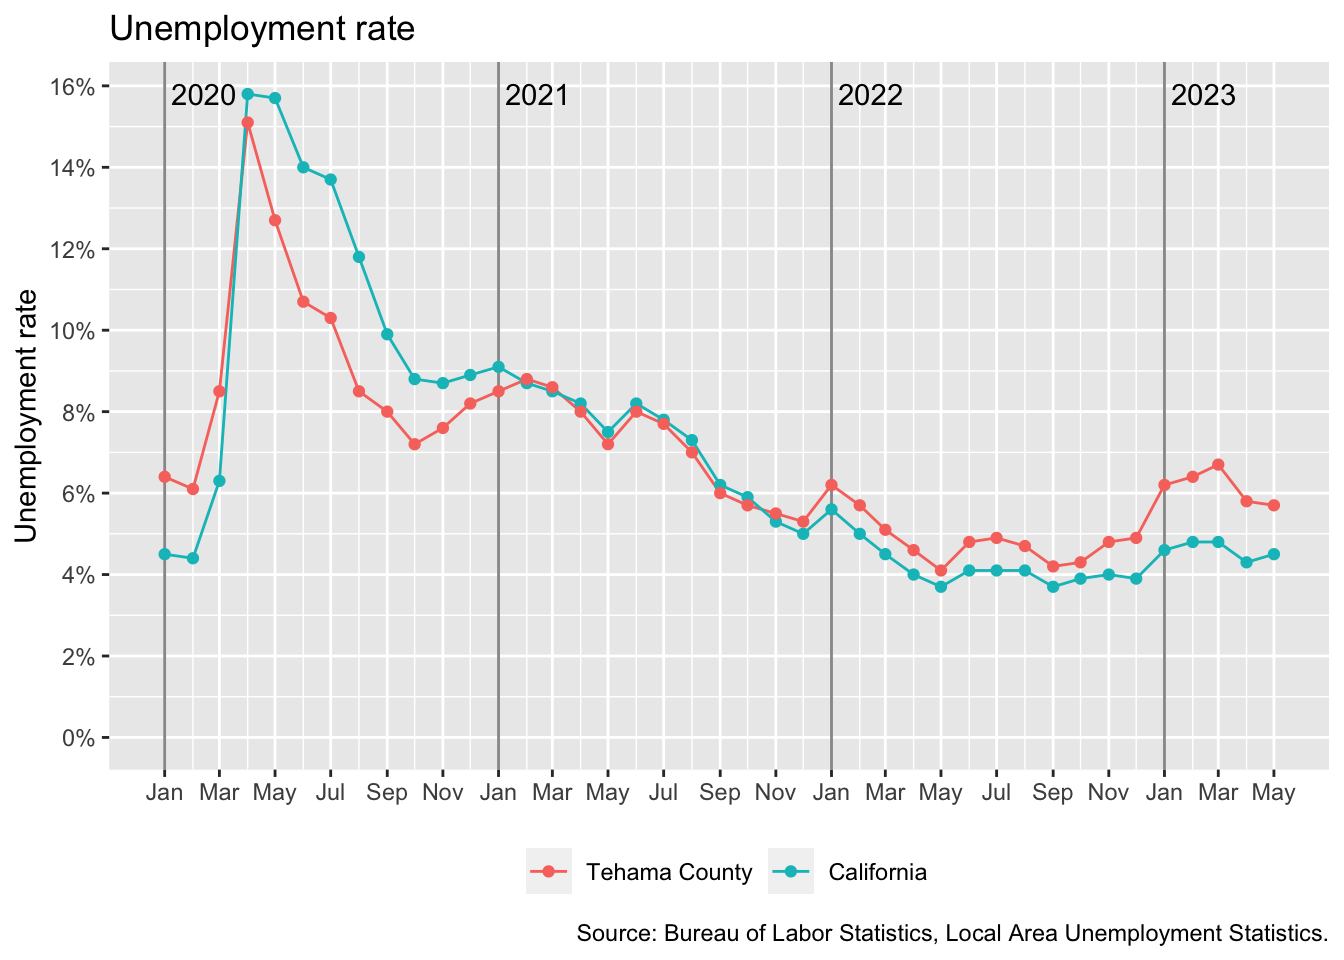 Unemployment rate
16%
14%
12%
10%
8%
6%
4%
2%
0%
Unemployment rate
2020 2021 2022 2023
Jan Mar May Jul Sep Nov Jan Mar May Jul Sep Nov Jan Mar May Jul Sep Nov Jan Mar May
Tehama County California
Source: Bureau of Labor Statistics, Local Area Unemployment Statistics.